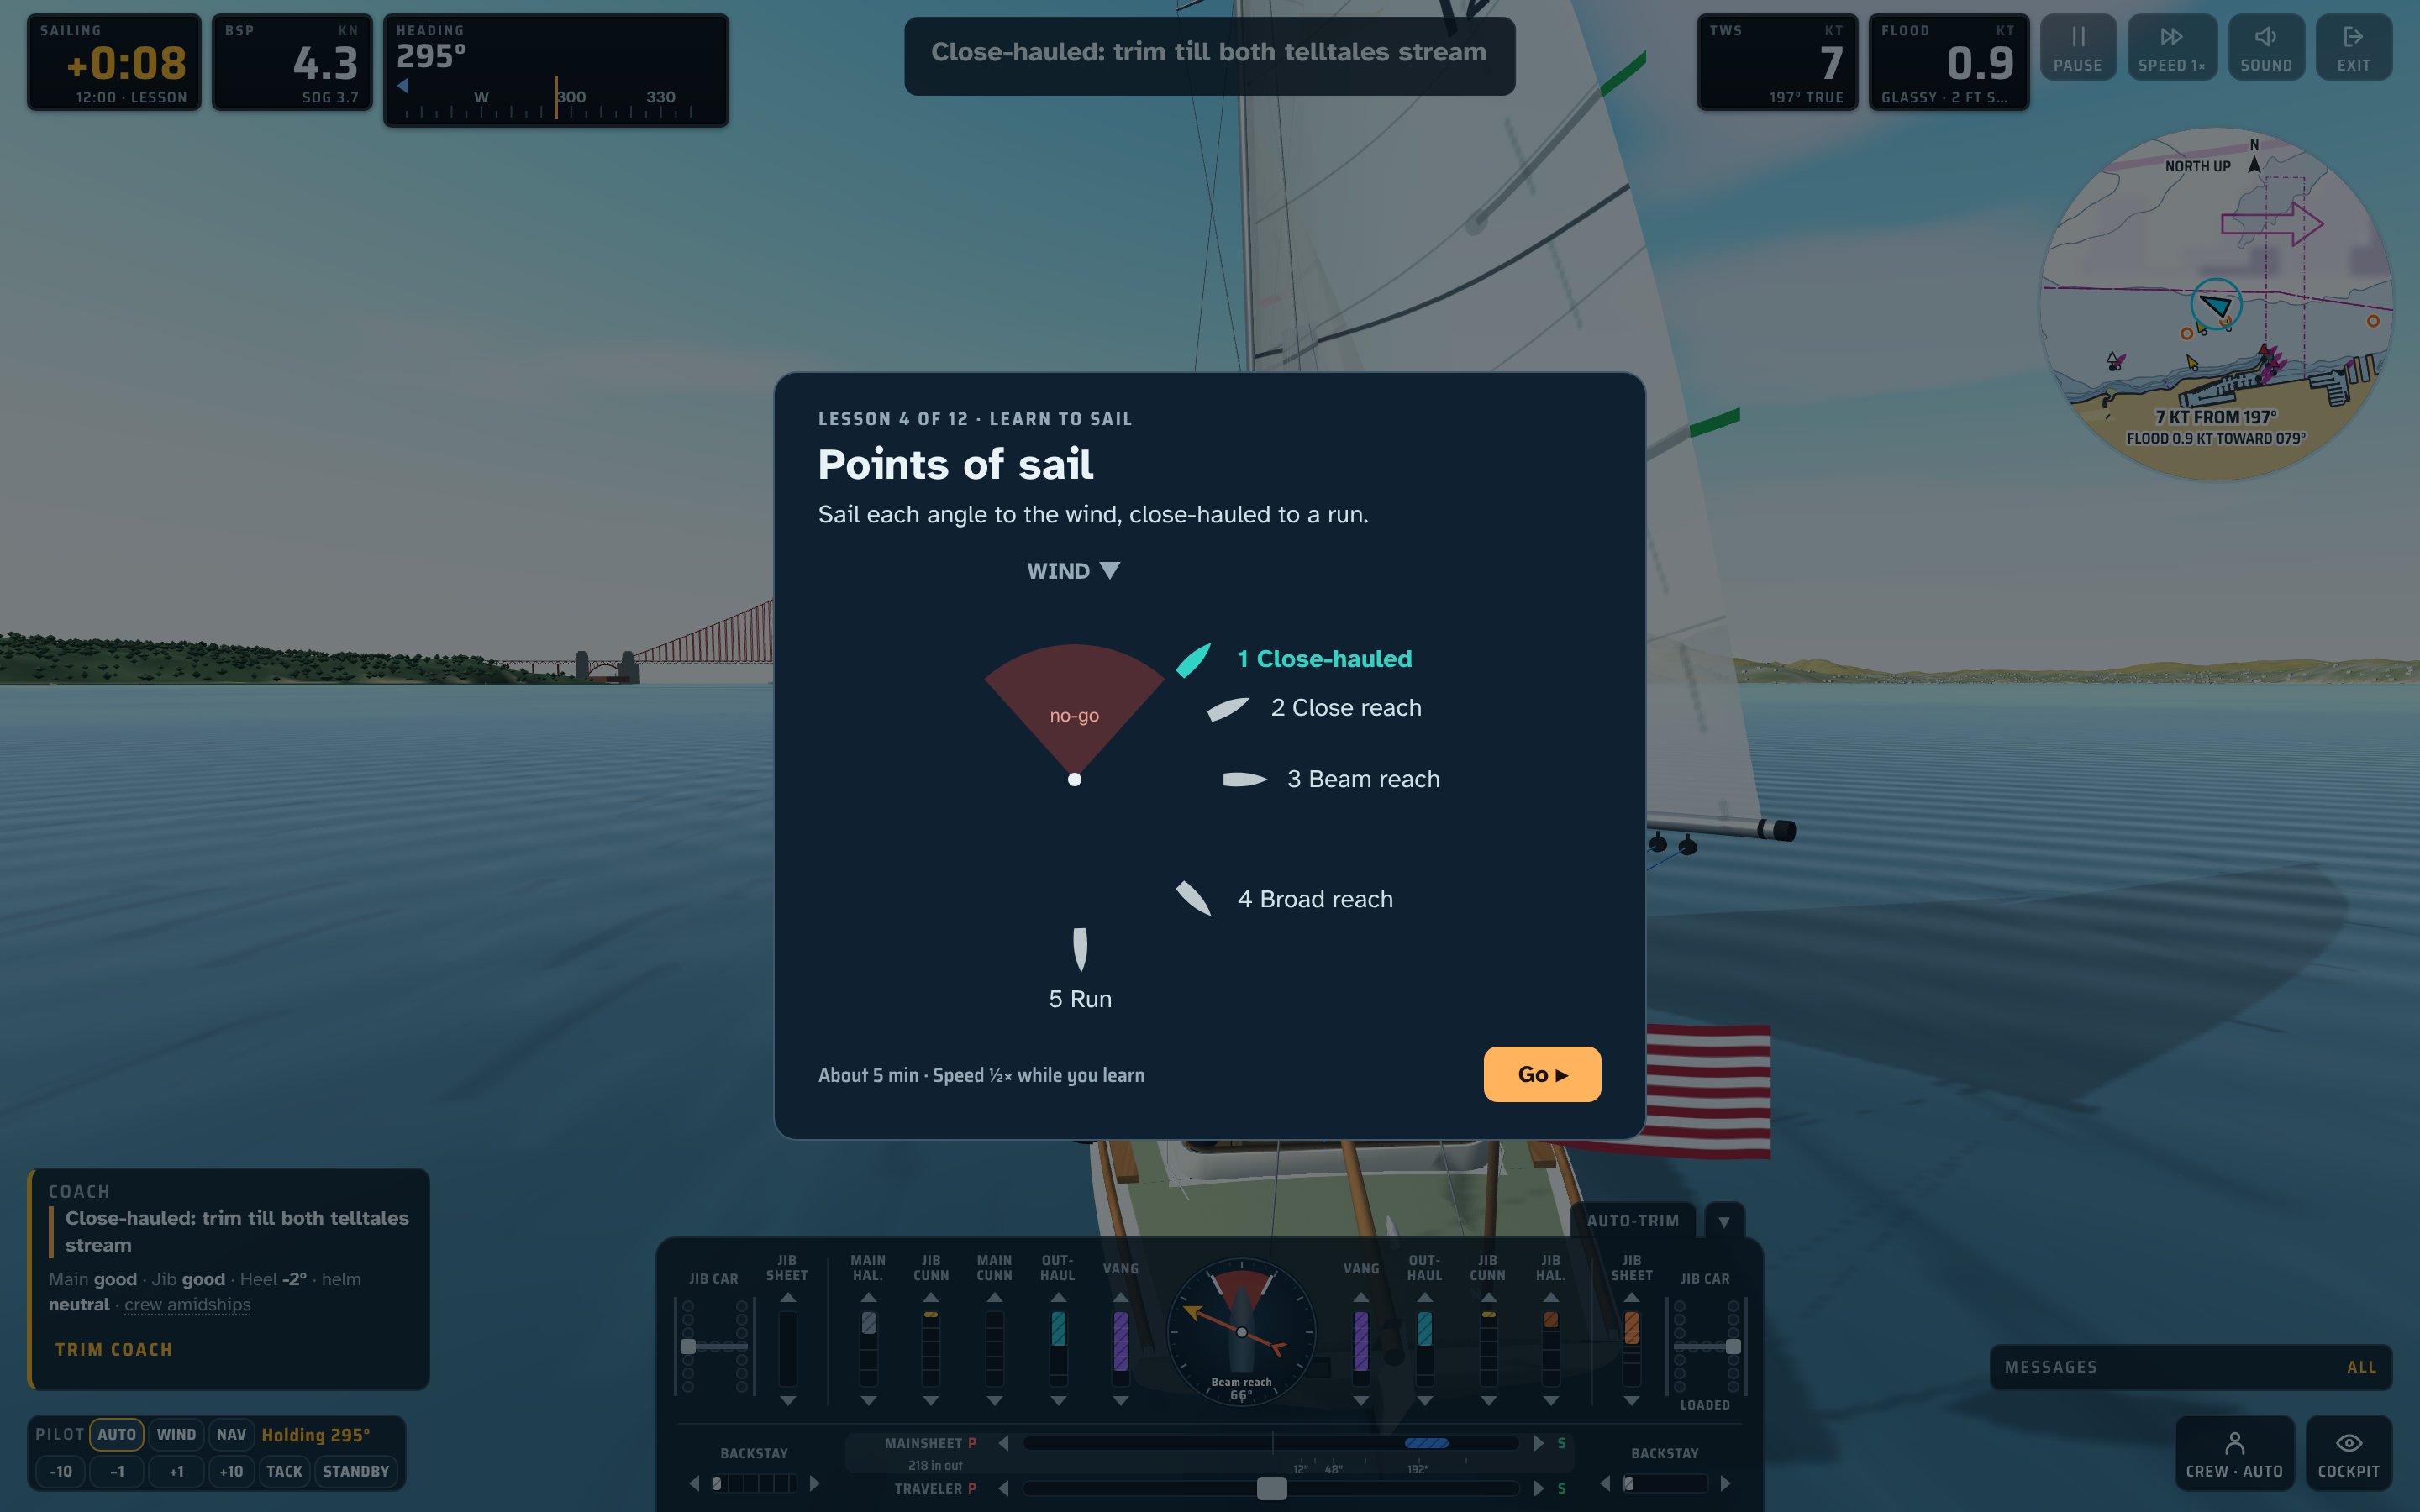 SAILING
+0:08
12:00 · LESSON
BSP KN
4.3
SOG 3.7
HEADING
295°
W 300 330
Close-hauled: trim till both telltales stream
TWS KT
7
197° TRUE
FLOOD KT
0.9
GLASSY · 2 FT S…
PAUSE
SPEED 1×
SOUND
EXIT
N
NORTH UP
7 KT FROM 197°
FLOOD 0.9 KT TOWARD 079°
LESSON 4 OF 12 · LEARN TO SAIL
Points of sail
Sail each angle to the wind, close-hauled to a run.
WIND ▼
no-go
1 Close-hauled
2 Close reach
3 Beam reach
4 Broad reach
5 Run
About 5 min · Speed ½× while you learn
Go ▸
COACH
Close-hauled: trim till both telltales
stream
Main good · Jib good · Heel -2° · helm
neutral · crew amidships
TRIM COACH
PILOT AUTO WIND NAV Holding 295°
-10 -1 +1 +10 TACK STANDBY
AUTO-TRIM ▼
JIB CAR
JIB SHEET
MAIN HAL.
JIB CUNN
MAIN CUNN
OUT-HAUL
VANG
Beam reach
66°
VANG
OUT-HAUL
JIB CUNN
JIB HAL.
JIB SHEET
JIB CAR
LOADED
BACKSTAY
MAINSHEET P S
218 in out
12" 48" 192"
TRAVELER P S
BACKSTAY
MESSAGES ALL
CREW · AUTO
COCKPIT